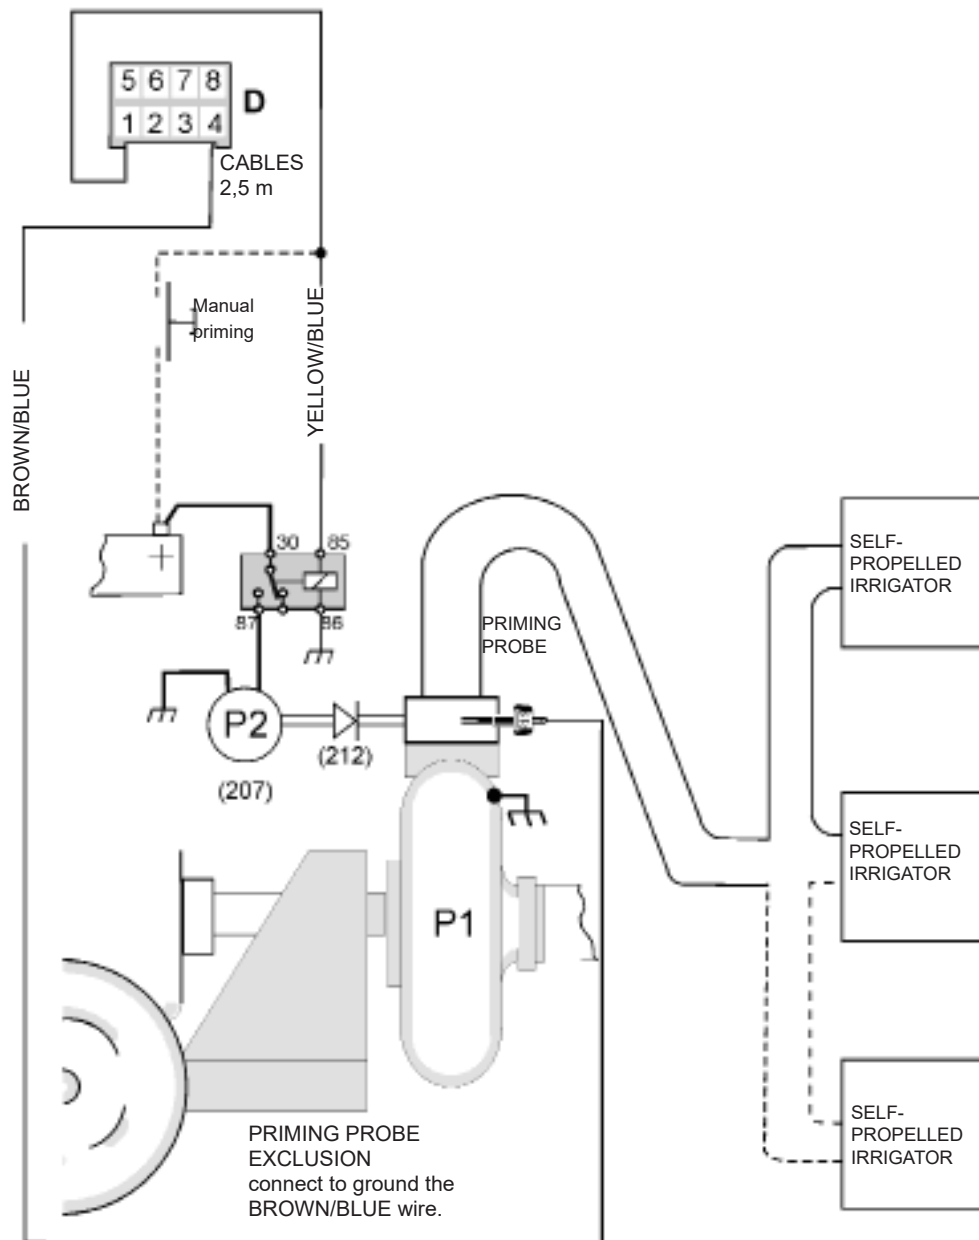 5 6 7 8
D
1 2 3 4
CABLES
2,5 m
Manual
priming
YELLOW/BLUE
BROWN/BLUE
30
85
+
87
86
SELF-
PROPELLED
IRRIGATOR
PRIMING
PROBE
P2
(212)
(207)
SELF-
PROPELLED
IRRIGATOR
P1
SELF-
PROPELLED
IRRIGATOR
PRIMING PROBE
EXCLUSION
connect to ground the
BROWN/BLUE wire.